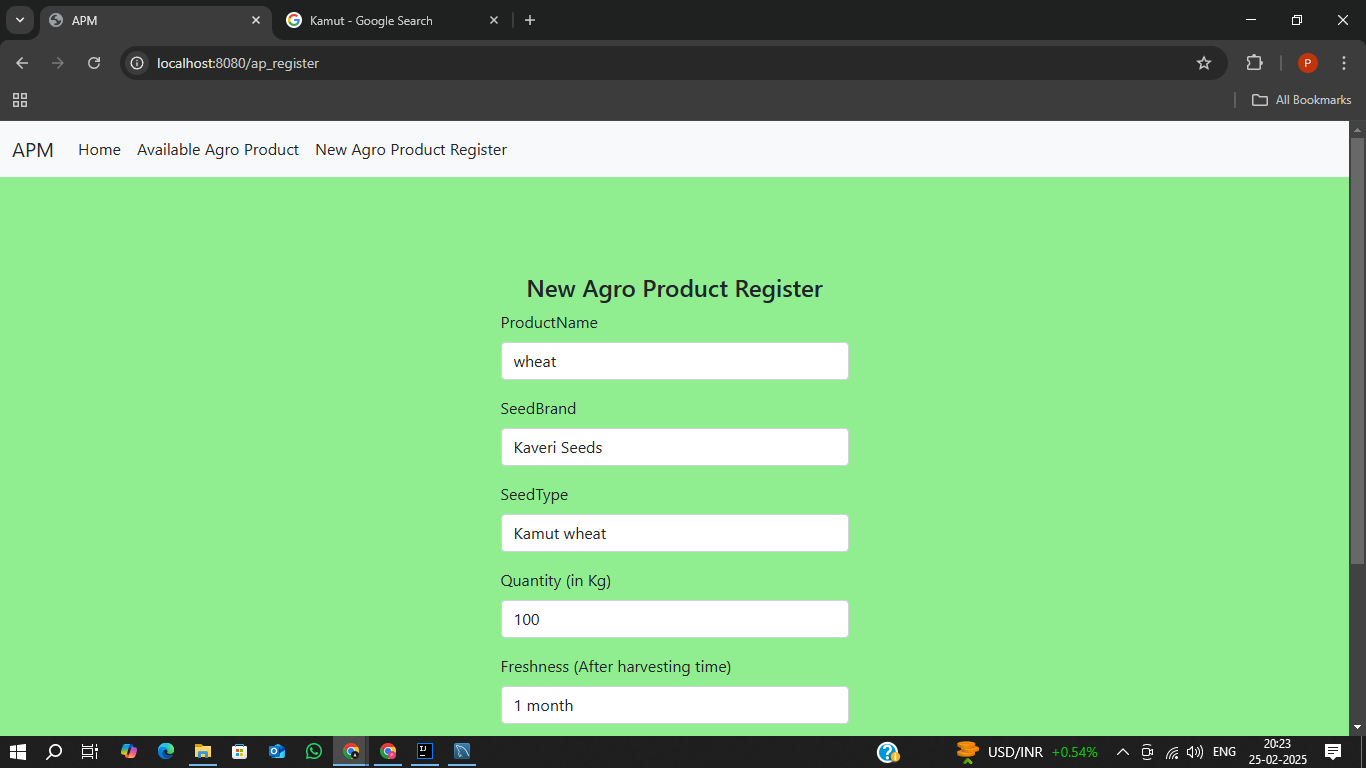 APM
Kamut - Google Search
localhost:8080/ap_register
P
All Bookmarks
APM Home Available Agro Product New Agro Product Register
New Agro Product Register
ProductName
wheat
SeedBrand
Kaveri Seeds
SeedType
Kamut wheat
Quantity (in Kg)
100
Freshness (After harvesting time)
1 month
USD/INR +0.54%
ENG
20:23
25-02-2025